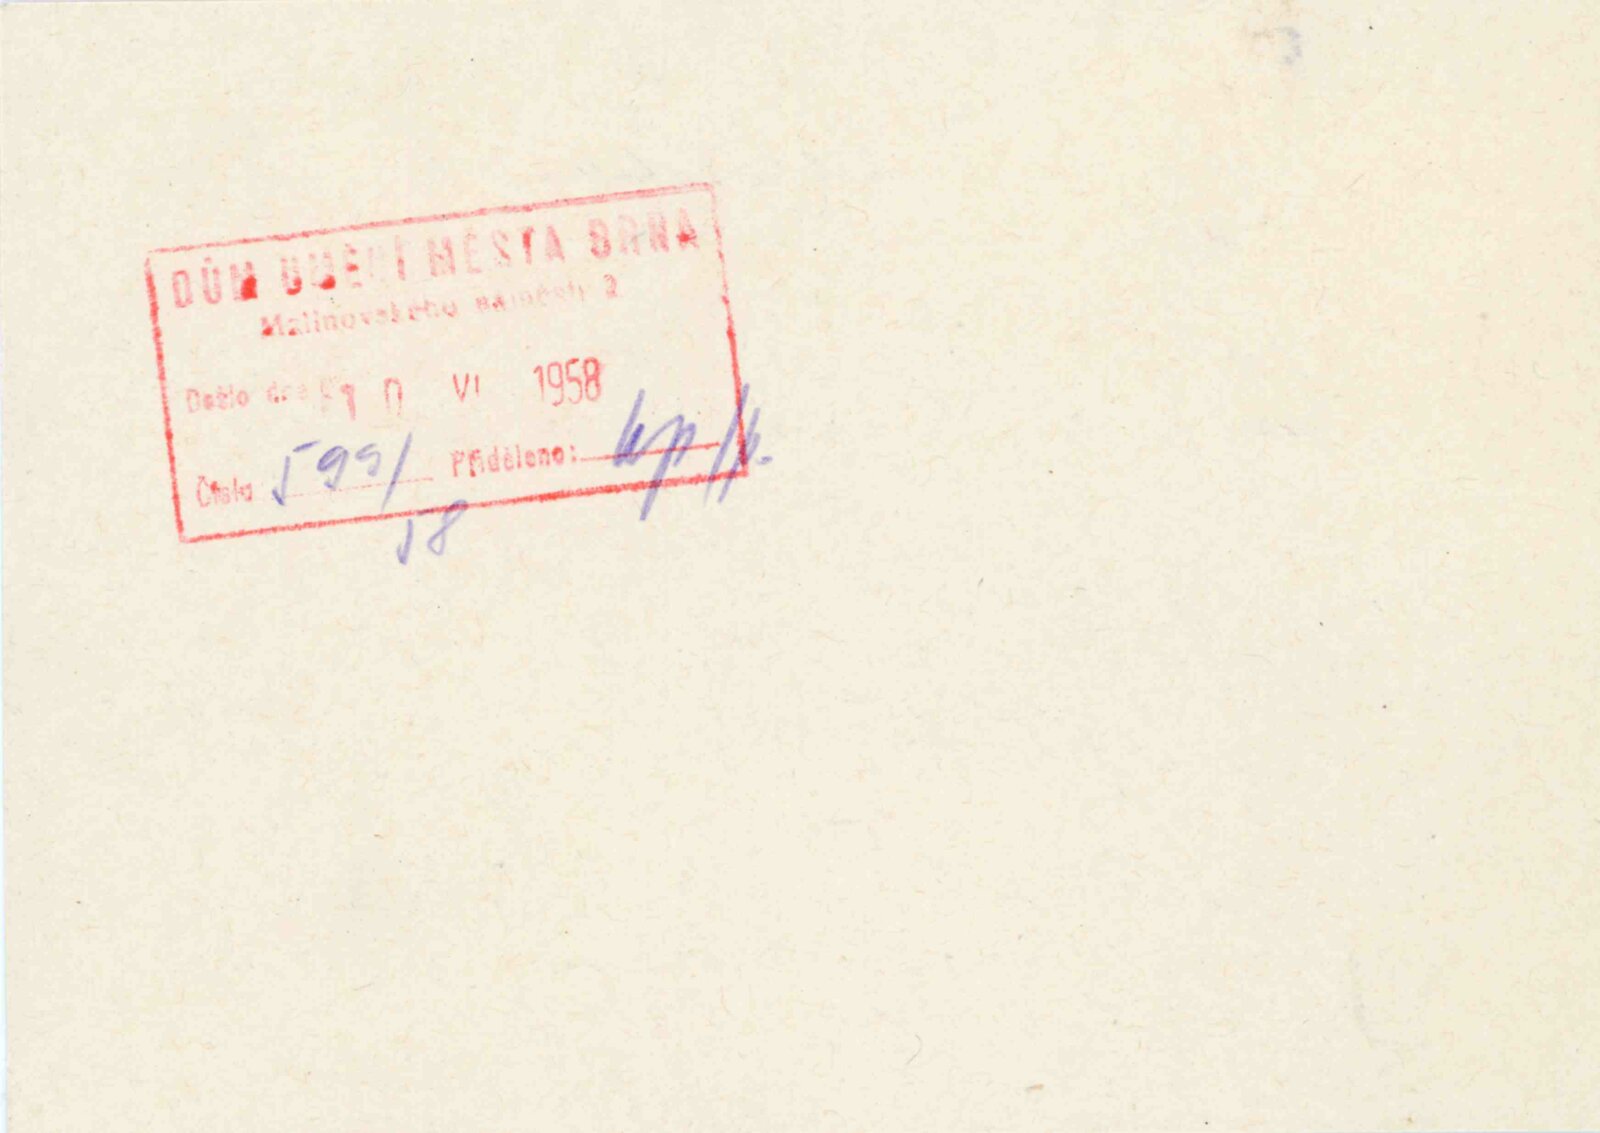 DŮM UMĚNÍ MĚSTA BRNA
Malinovského náměstí 2
Došlo dne 10 VI 1958
Číslo 599/ Přiděleno:
58